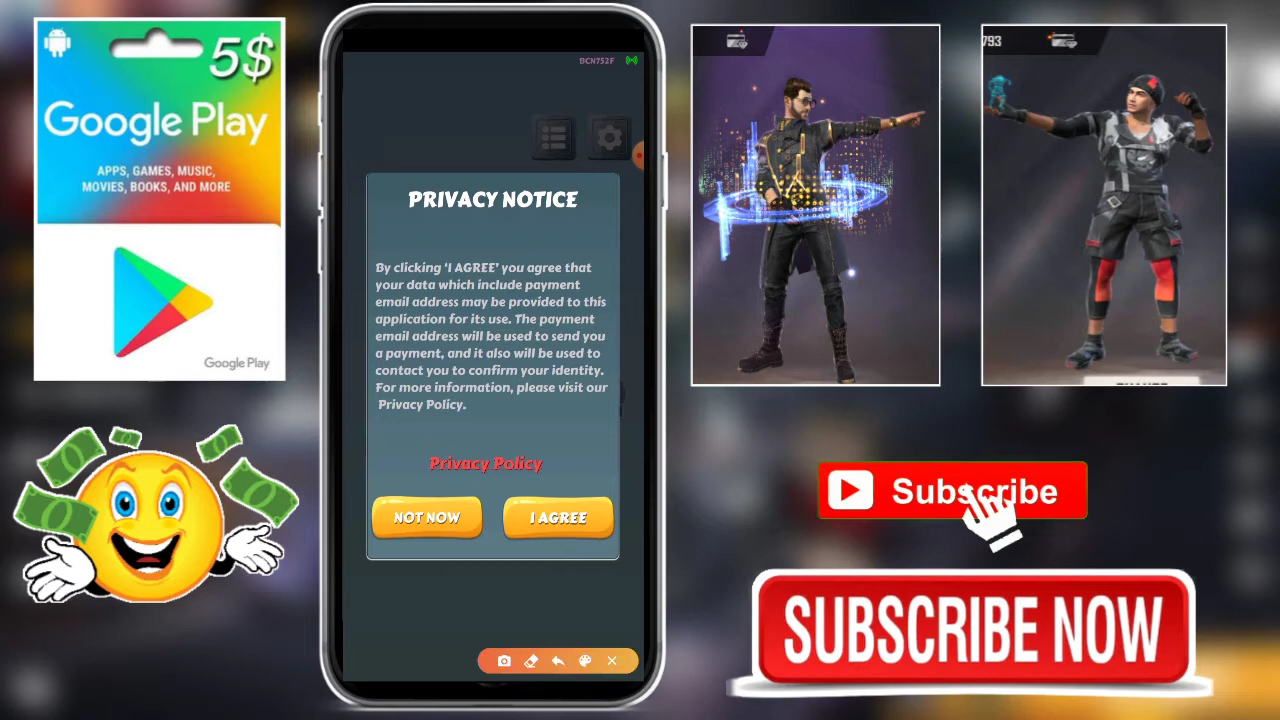 5$
Google Play
APPS, GAMES, MUSIC,
MOVIES, BOOKS, AND MORE
Google Play
BCN752F
PRIVACY NOTICE
By clicking 'I AGREE' you agree that
your data which include payment
email address may be provided to this
application for its use. The payment
email address will be used to send you
a payment, and it also will be used to
contact you to confirm your identity.
For more information, please visit our
Privacy Policy.
Privacy Policy
NOT NOW
I AGREE
793
Subscribe
SUBSCRIBE NOW